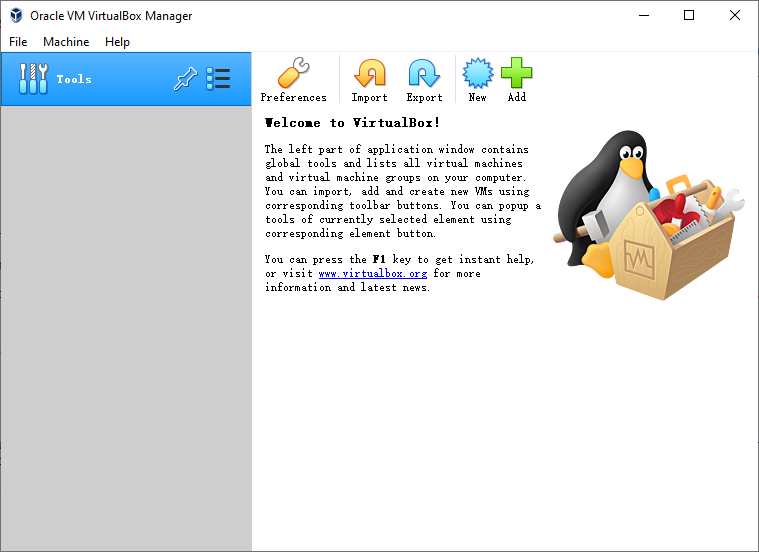 Oracle VM VirtualBox Manager
File Machine Help
Tools
Preferences Import Export New Add
Welcome to VirtualBox!
The left part of application window contains
global tools and lists all virtual machines
and virtual machine groups on your computer.
You can import, add and create new VMs using
corresponding toolbar buttons. You can popup a
tools of currently selected element using
corresponding element button.
You can press the F1 key to get instant help,
or visit www.virtualbox.org for more
information and latest news.